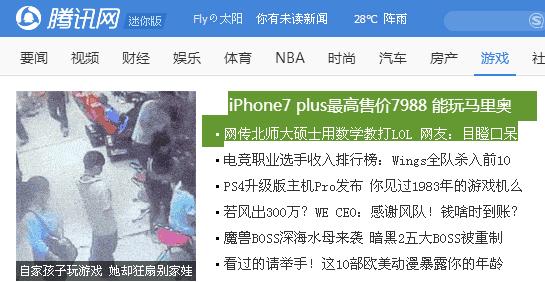 腾讯网 迷你版 Fly の太阳 你有未读新闻 28℃ 阵雨
要闻 视频 财经 娱乐 体育 NBA 时尚 汽车 房产 游戏
iPhone7 plus最高售价7988 能玩马里奥
网传北师大硕士用数学教打LOL 网友：目瞪口呆
电竞职业选手收入排行榜：Wings全队杀入前10
PS4升级版主机Pro发布 你见过1983年的游戏机么
若风出300万？WE CEO：感谢风队！钱啥时到账？
魔兽BOSS深海水母来袭 暗黑2五大BOSS被重制
看过的请举手！这10部欧美动漫暴露你的年龄
自家孩子玩游戏 她却狂扇别家娃